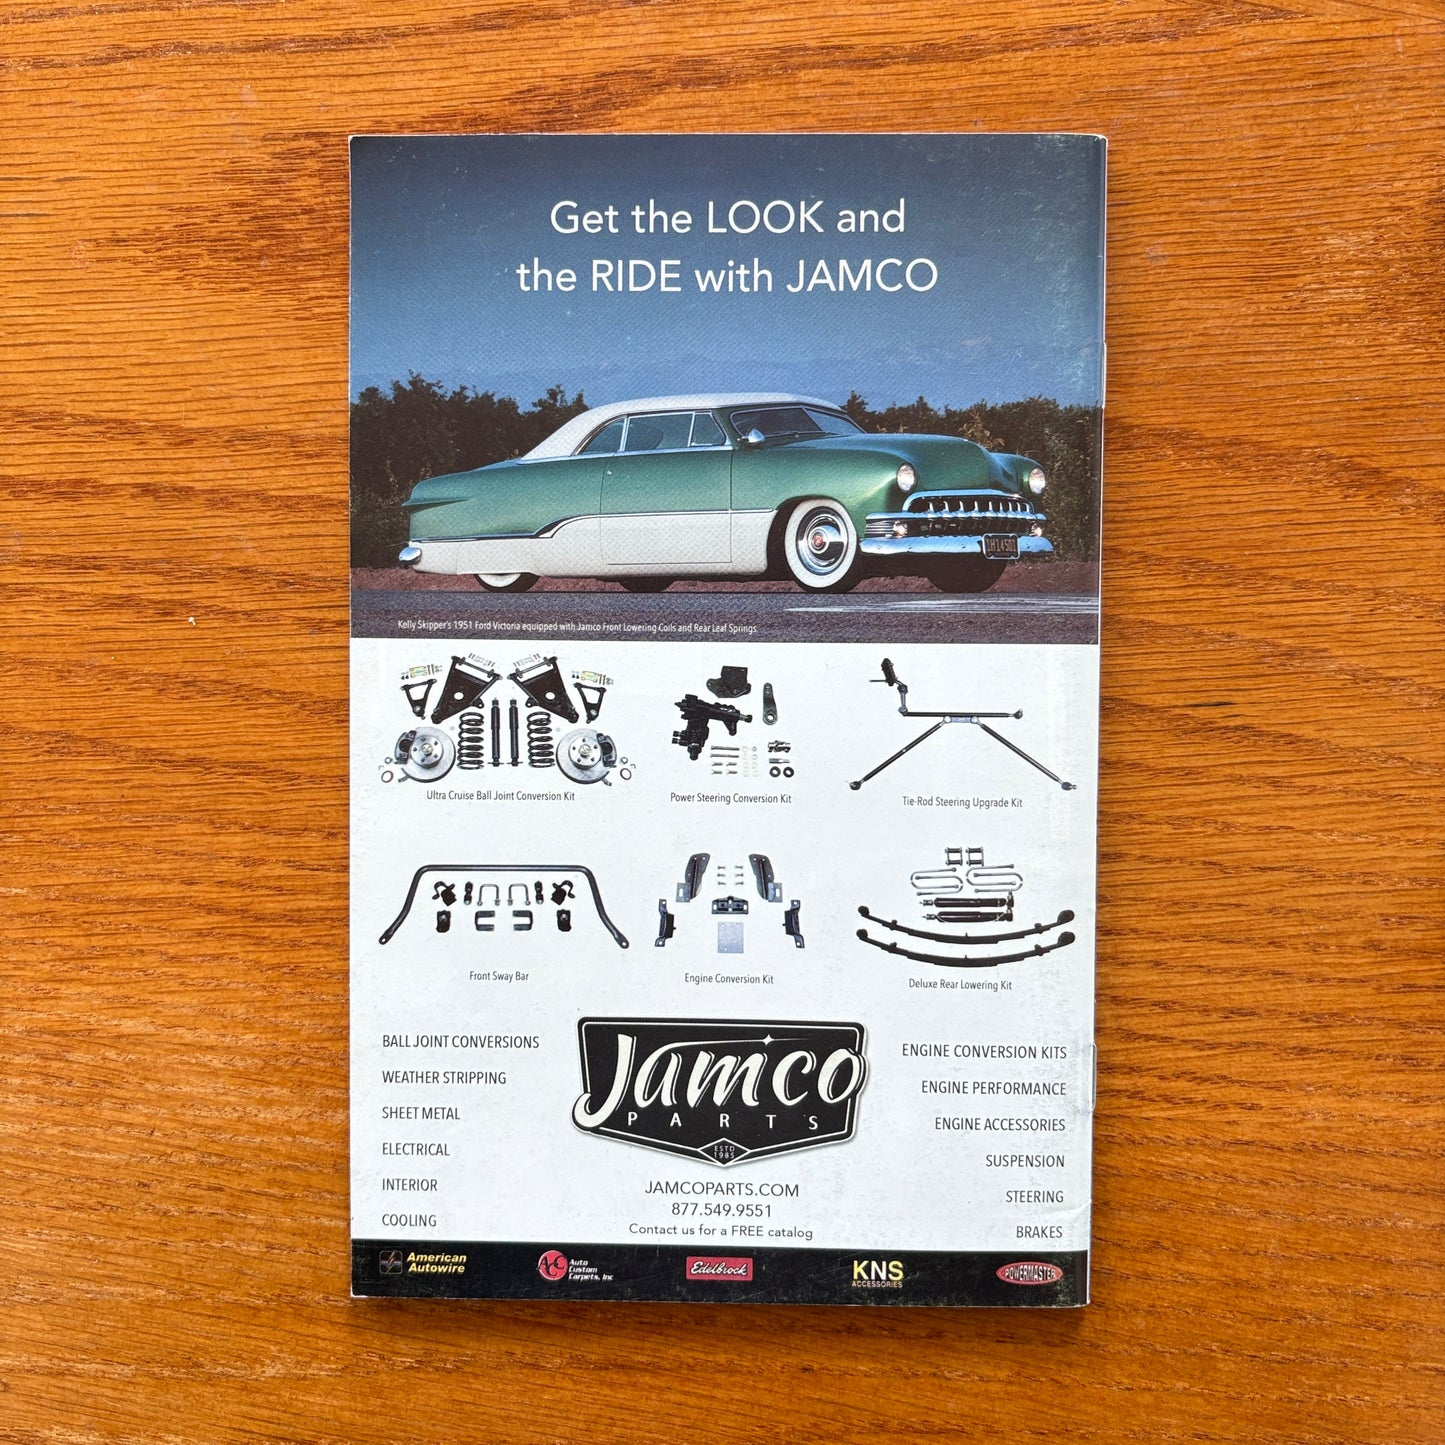 Get the LOOK and
the RIDE with JAMCO
1H14501
Kelly Skipper's 1951 Ford Victoria equipped with Jamco Front Lowering Coils and Rear Leaf Springs.
Ultra Cruise Ball Joint Conversion Kit
Power Steering Conversion Kit
Tie-Rod Steering Upgrade Kit
Front Sway Bar
Engine Conversion Kit
Deluxe Rear Lowering Kit
BALL JOINT CONVERSIONS
WEATHER STRIPPING
SHEET METAL
ELECTRICAL
INTERIOR
COOLING
Jamco
PARTS
ESTD
1985
JAMCOPARTS.COM
877.549.9551
Contact us for a FREE catalog
ENGINE CONVERSION KITS
ENGINE PERFORMANCE
ENGINE ACCESSORIES
SUSPENSION
STEERING
BRAKES
American
Autowire
ACC
Auto
Custom
Carpets, Inc
Edelbrock
KNS
ACCESSORIES
POWERMASTER